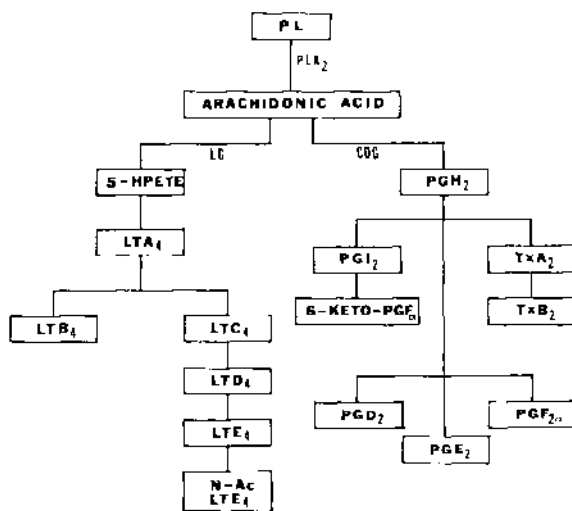 PL
PLA₂
ARACHIDONIC ACID
LO
COG
5-HPETE
PGH₂
LTA₄
PGI₂
TxA₂
LTB₄
LTC₄
6-KETO-PGFα
TxB₂
LTD₄
PGD₂
PGF₂α
LTE₄
PGE₂
N-Ac
LTE₄